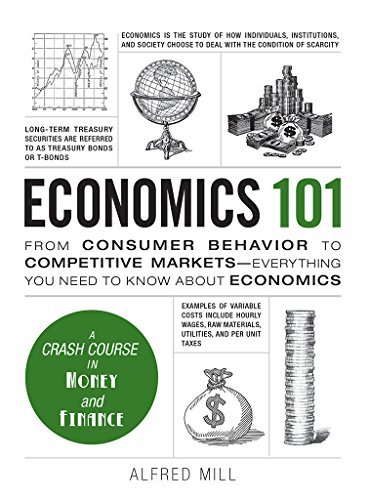 ECONOMICS IS THE STUDY OF HOW INDIVIDUALS, INSTITUTIONS,
AND SOCIETY CHOOSE TO DEAL WITH THE CONDITION OF SCARCITY
LONG-TERM TREASURY
SECURITIES ARE REFERRED
TO AS TREASURY BONDS
OR T-BONDS
ECONOMICS 101
FROM CONSUMER BEHAVIOR TO
COMPETITIVE MARKETS—EVERYTHING
YOU NEED TO KNOW ABOUT ECONOMICS
A
CRASH COURSE
IN
Money
and
Finance
EXAMPLES OF VARIABLE
COSTS INCLUDE HOURLY
WAGES, RAW MATERIALS,
UTILITIES, AND PER UNIT
TAXES
$
ALFRED MILL